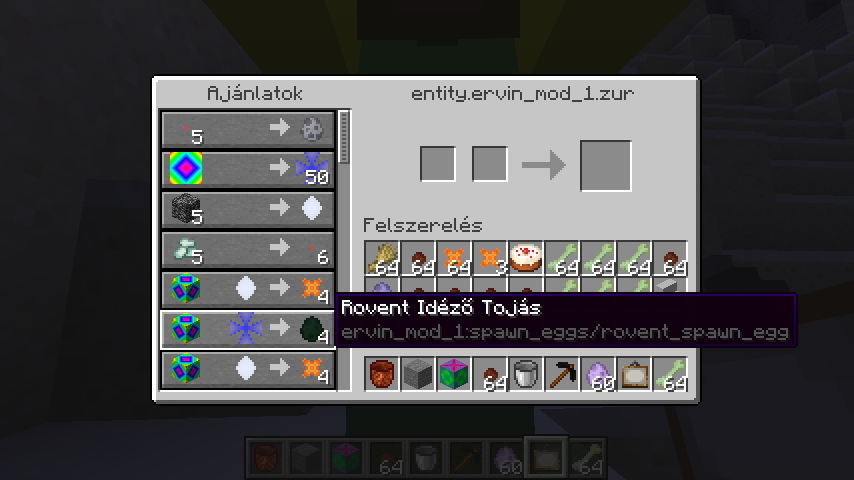 Ajánlatok
entity.ervin_mod_1.zur
5
50
5
5 6
4
4
4
Felszerelés
64 64 64 3 64 64 64 64
Rovent Idéző Tojás
ervin_mod_1:spawn_eggs/rovent_spawn_egg
64 60 64
64 60 64